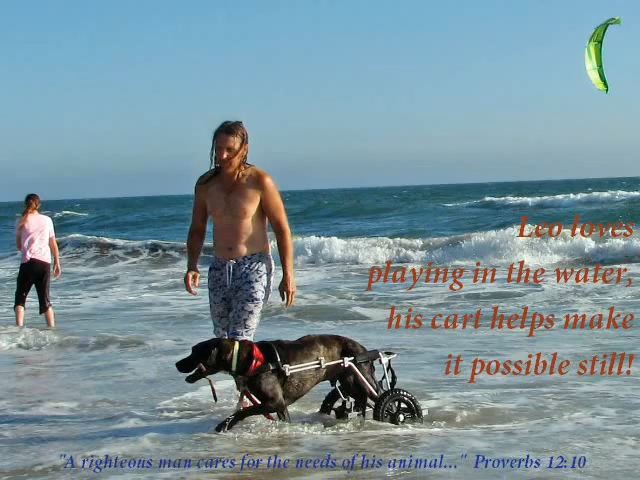 Leo loves
playing in the water,
his cart helps make
it possible still!
"A righteous man cares for the needs of his animal..." Proverbs 12:10